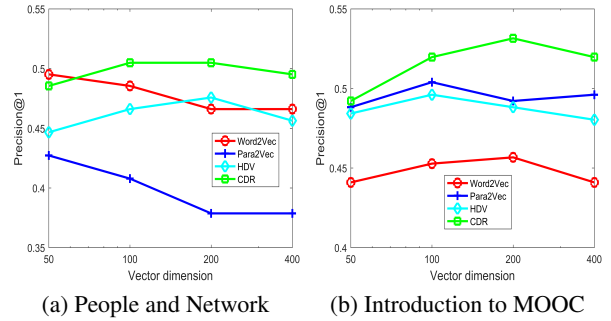 0.55
0.5
0.45
0.4
0.35
Precision@1
50
100
200
400
Vector dimension
Word2Vec
Para2Vec
HDV
CDR
(a) People and Network
0.55
0.5
0.45
0.4
Precision@1
50
100
200
400
Vector dimension
Word2Vec
Para2Vec
HDV
CDR
(b) Introduction to MOOC